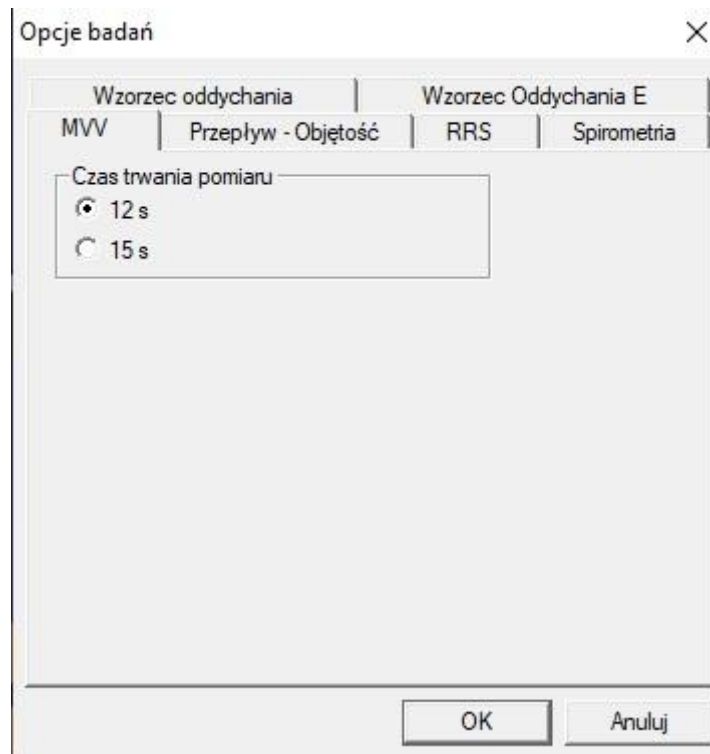 Opcje badań
Wzorzec oddychania Wzorzec Oddychania E
MVV Przepływ - Objętość RRS Spirometria
Czas trwania pomiaru
12 s
15 s
OK Anuluj